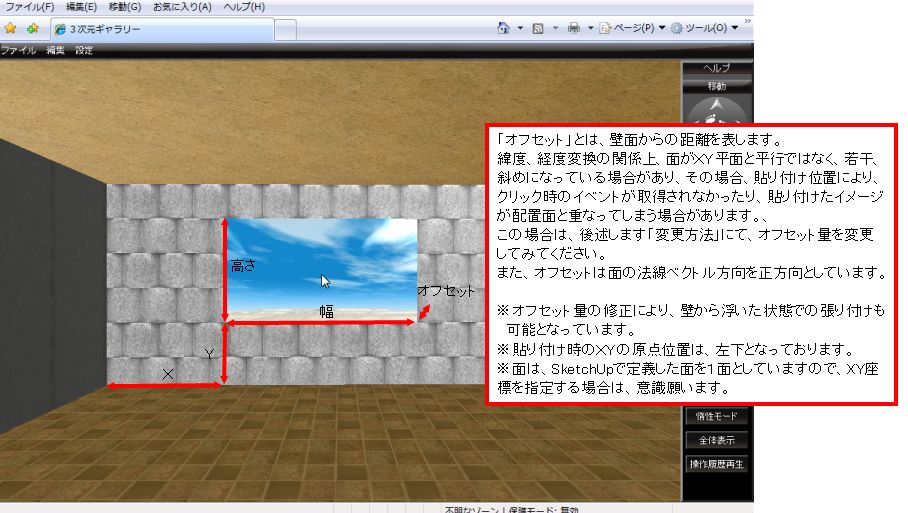 ファイル(F) 編集(E) 移動(G) お気に入り(A) ヘルプ(H)
3次元ギャラリー
ページ(P) ツール(O)
ファイル 編集 設定
ヘルプ
移動
「オフセット」とは、壁面からの距離を表します。
緯度、経度変換の関係上、面がXY平面と平行ではなく、若干、
斜めになっている場合があり、その場合、貼り付け位置により、
クリック時のイベントが取得されなかったり、貼り付けたイメージ
が配置面と重なってしまう場合があります。、
この場合は、後述します「変更方法」にて、オフセット量を変更
してみてください。
また、オフセットは面の法線ベクトル方向を正方向としています。
※オフセット量の修正により、壁から浮いた状態での張り付けも
可能となっています。
※貼り付け時のXYの原点位置は、左下となっております。
※面は、SketchUpで定義した面を1面としていますので、XY座
標を指定する場合は、意識願います。
高さ
幅
オフセット
Y
X
惰性モード
全体表示
操作履歴再生
不明なゾーン | 保護モード: 無効